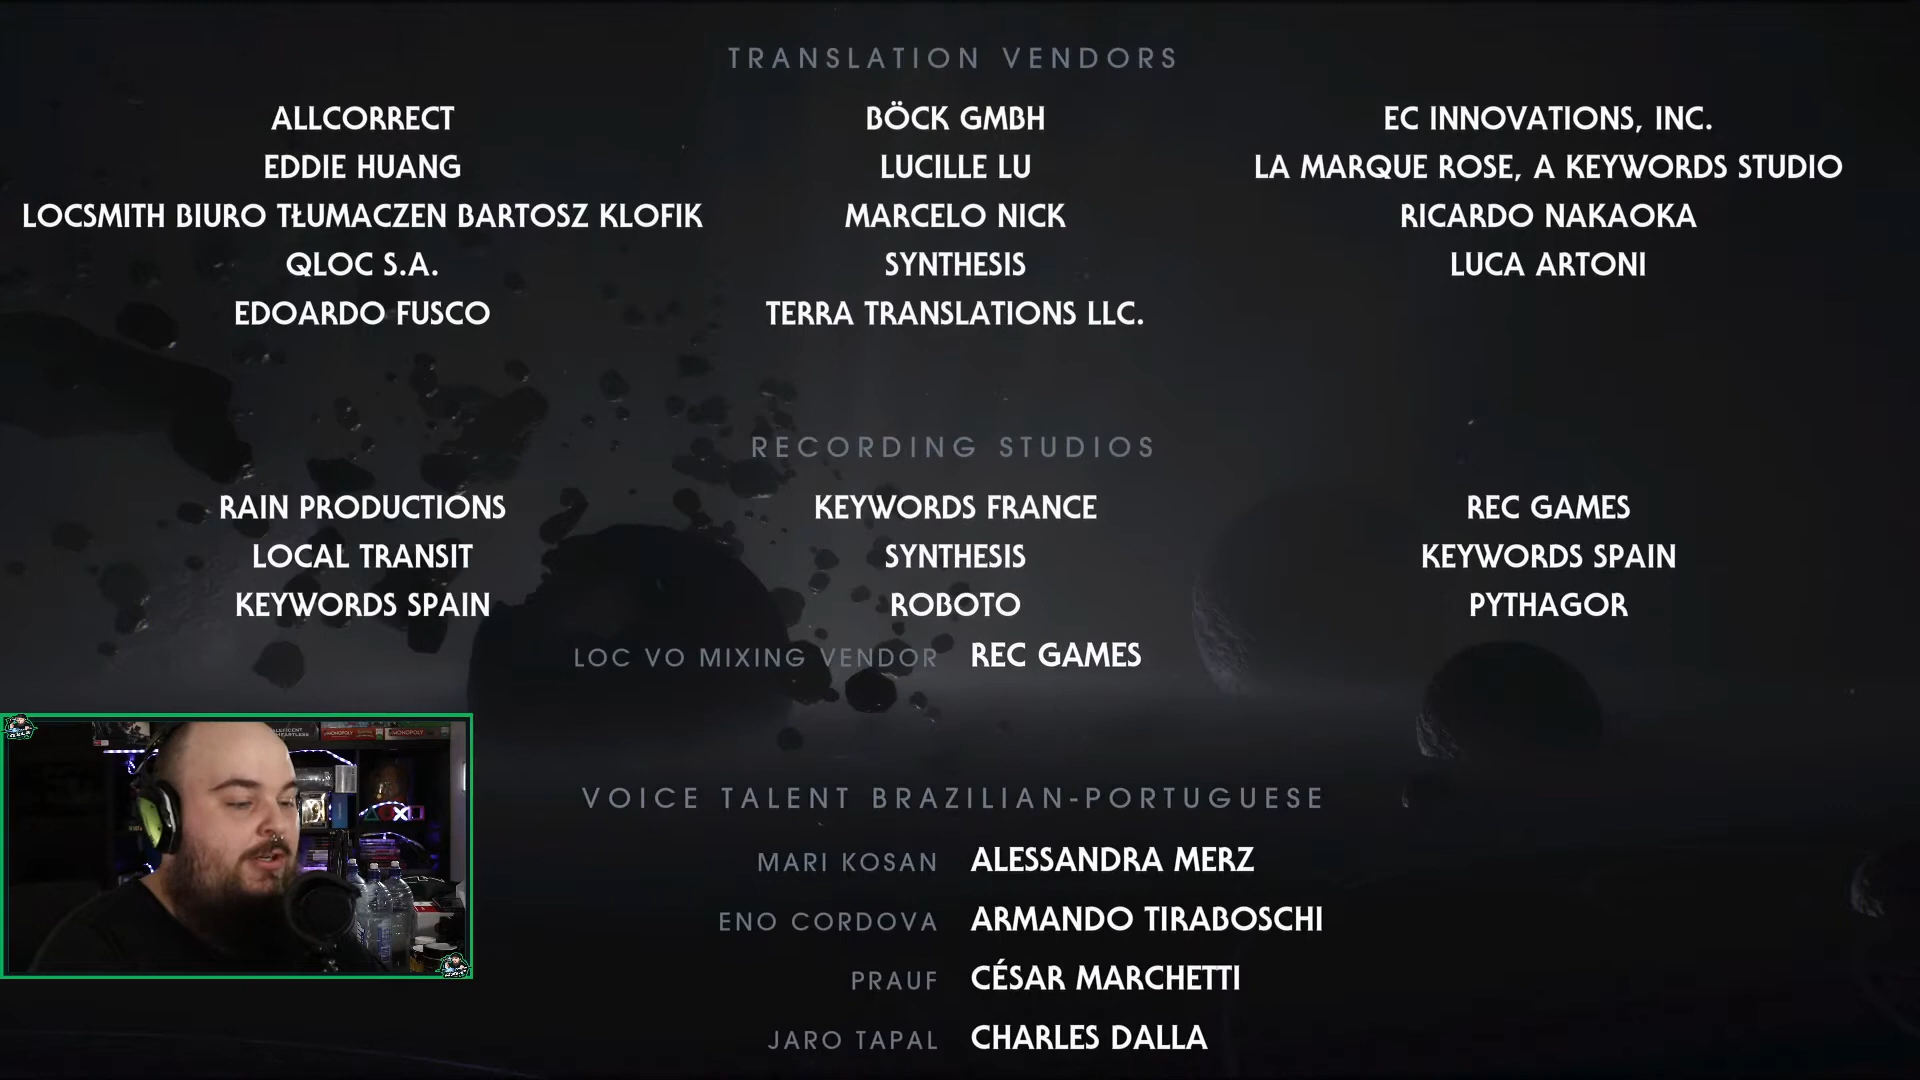 TRANSLATION VENDORS
ALLCORRECT BÖCK GMBH EC INNOVATIONS, INC.
EDDIE HUANG LUCILLE LU LA MARQUE ROSE, A KEYWORDS STUDIO
LOCSMITH BIURO TŁUMACZEN BARTOSZ KLOFIK MARCELO NICK RICARDO NAKAOKA
QLOC S.A. SYNTHESIS LUCA ARTONI
EDOARDO FUSCO TERRA TRANSLATIONS LLC.
RECORDING STUDIOS
RAIN PRODUCTIONS KEYWORDS FRANCE REC GAMES
LOCAL TRANSIT SYNTHESIS KEYWORDS SPAIN
KEYWORDS SPAIN ROBOTO PYTHAGOR
LOC VO MIXING VENDOR REC GAMES
VOICE TALENT BRAZILIAN-PORTUGUESE
MARI KOSAN ALESSANDRA MERZ
ENO CORDOVA ARMANDO TIRABOSCHI
PRAUF CÉSAR MARCHETTI
JARO TAPAL CHARLES DALLA
MONOPOLY MONOPOLY